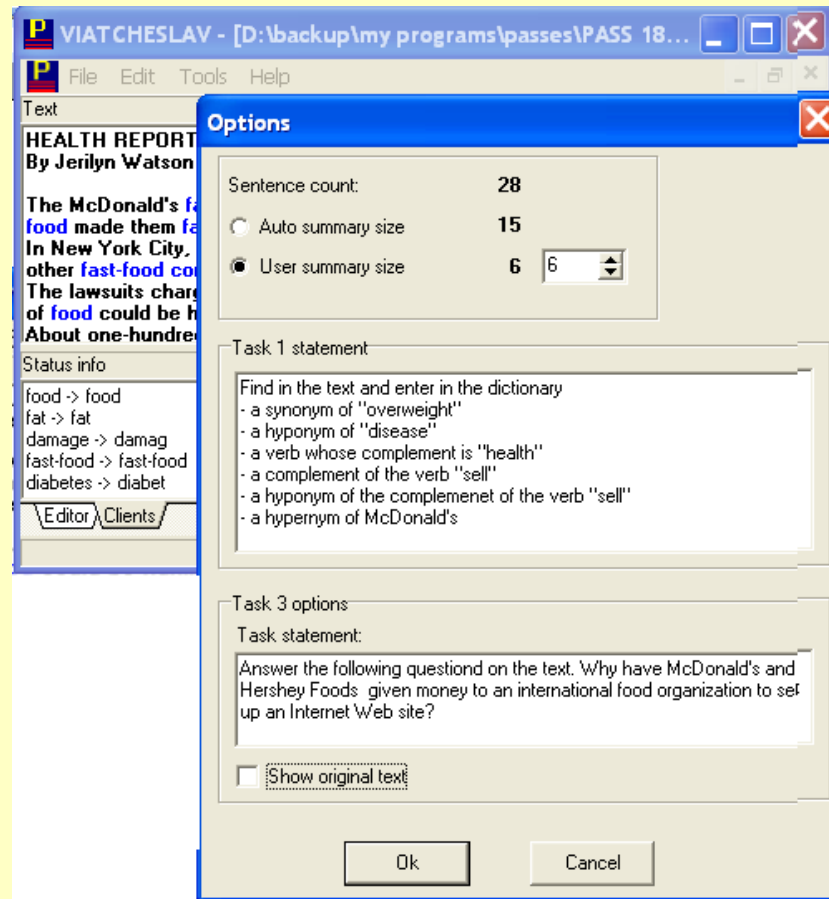 P VIATCHESLAV - [D:\backup\my programs\passes\PASS 18...
P File Edit Tools Help
Text
HEALTH REPORT
By Jerilyn Watson
The McDonald's
food made them
In New York City,
other fast-food
The lawsuits
of food could be
About
Status info
food -> food
fat -> fat
damage -> damag
fast-food -> fast-food
diabetes -> diabet
Editor Clients
Options
Sentence count: 28
Auto summary size 15
User summary size 6 6
Task 1 statement
Find in the text and enter in the dictionary
- a synonym of "overweight"
- a hyponym of "disease"
- a verb whose complement is "health"
- a complement of the verb "sell"
- a hyponym of the complemenet of the verb "sell"
- a hypernym of McDonald's
Task 3 options
Task statement:
Answer the following questiond on the text. Why have McDonald's and
Hershey Foods given money to an international food organization to set
up an Internet Web site?
Show original text
Ok Cancel